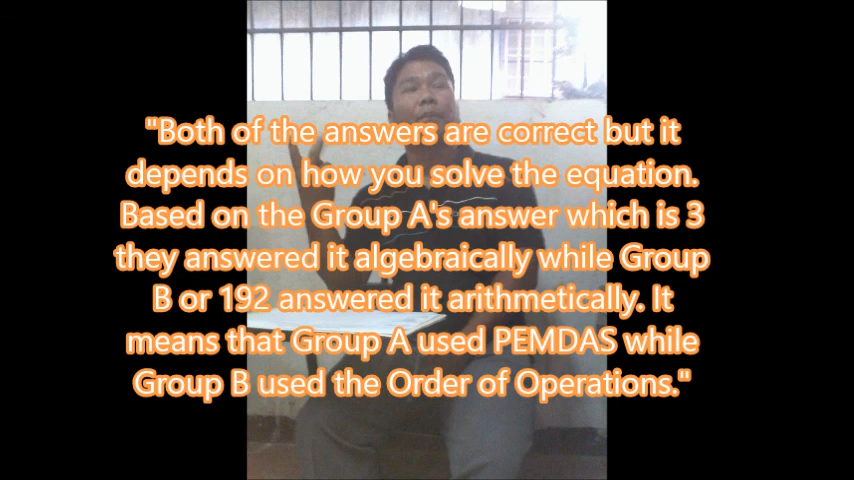 "Both of the answers are correct but it
depends on how you solve the equation.
Based on the Group A's answer which is 3
they answered it algebraically while Group
B or 192 answered it arithmetically. It
means that Group A used PEMDAS while
Group B used the Order of Operations."